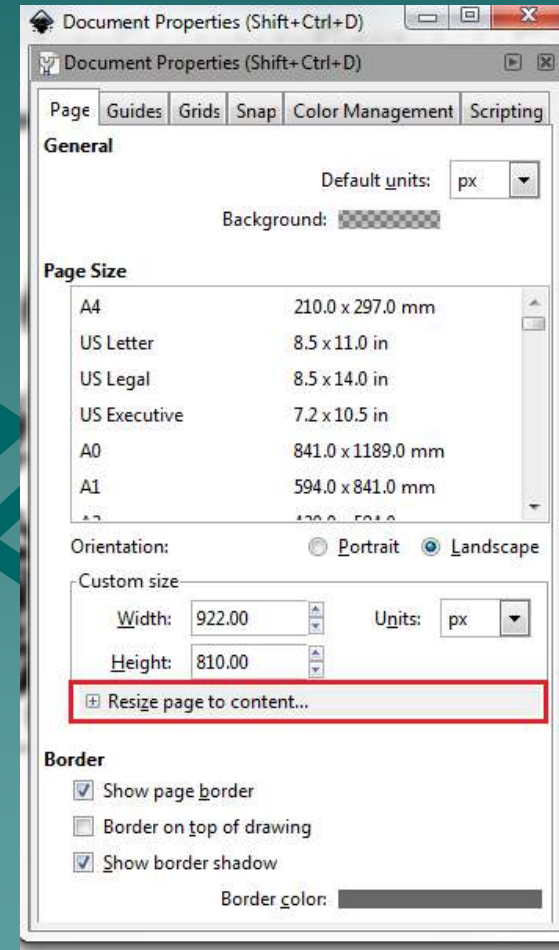 Document Properties (Shift+Ctrl+D)
Document Properties (Shift+Ctrl+D)
Page Guides Grids Snap Color Management Scripting
General
Default units: px
Background:
Page Size
A4 210.0 x 297.0 mm
US Letter 8.5 x 11.0 in
US Legal 8.5 x 14.0 in
US Executive 7.2 x 10.5 in
A0 841.0 x 1189.0 mm
A1 594.0 x 841.0 mm
Orientation: Portrait Landscape
Custom size
Width: 922.00 Units: px
Height: 810.00
Resize page to content...
Border
Show page border
Border on top of drawing
Show border shadow
Border color: